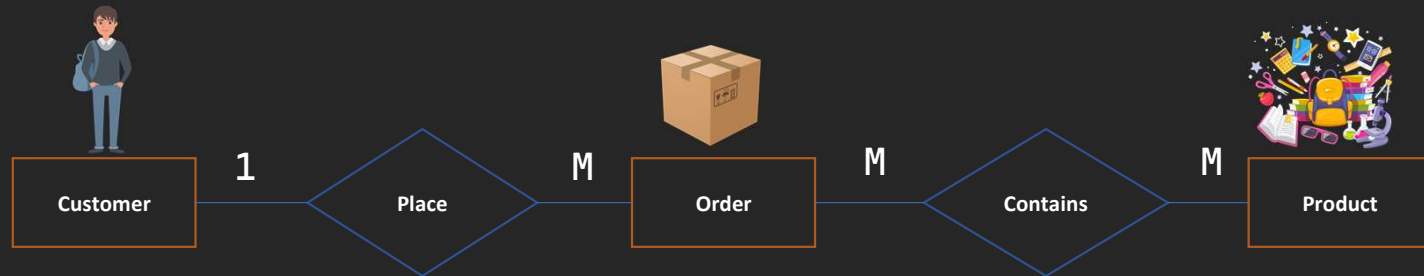 1
M
M
M
Customer
Place
Order
Contains
Product